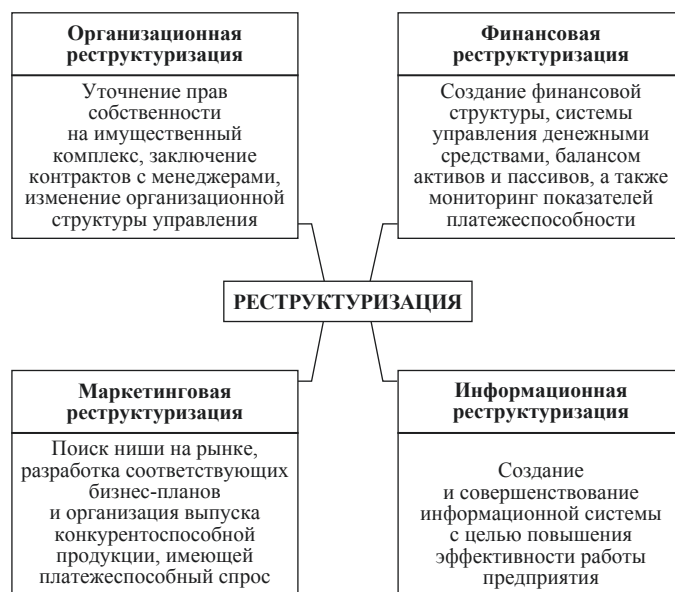 Организационная
реструктуризация
Уточнение прав
собственности
на имущественный
комплекс, заключение
контрактов с менеджерами,
изменение организационной
структуры управления
Финансовая
реструктуризация
Создание финансовой
структуры, системы
управления денежными
средствами, балансом
активов и пассивов, а также
мониторинг показателей
платежеспособности
РЕСТРУКТУРИЗАЦИЯ
Маркетинговая
реструктуризация
Поиск ниши на рынке,
разработка соответствующих
бизнес-планов
и организация выпуска
конкурентоспособной
продукции, имеющей
платежеспособный спрос
Информационная
реструктуризация
Создание
и совершенствование
информационной системы
с целью повышения
эффективности работы
предприятия